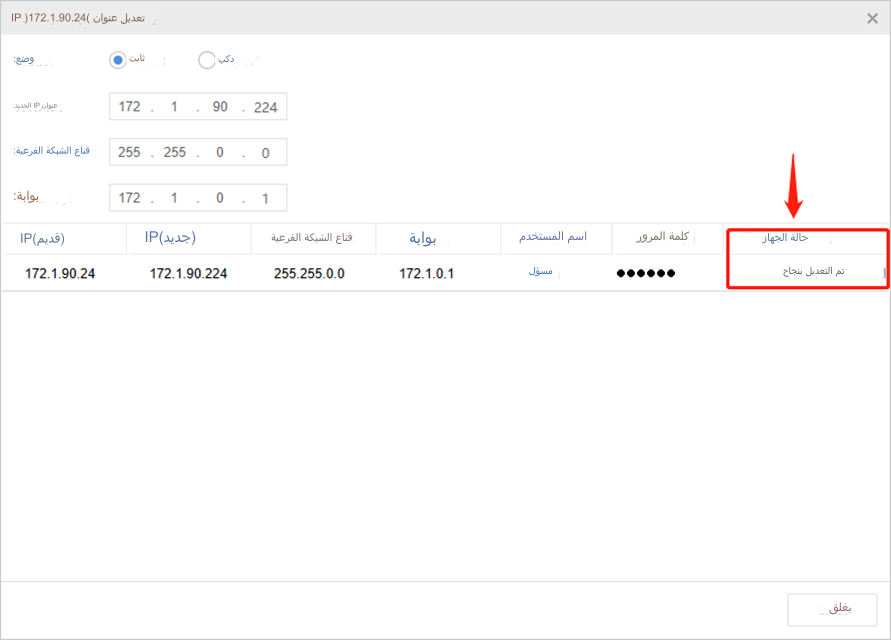 تعديل عنوان IP .)172.1.90.24(
وضع:
ثابت
دكب
عنوان IP الجديد:
172 . 1 . 90 . 224
قناع الشبكة الفرعية:
255 . 255 . 0 . 0
بوابة:
172 . 1 . 0 . 1
IP(قديم)
IP(جديد)
قناع الشبكة الفرعية
بوابة
اسم المستخدم
كلمة المرور
حالة الجهاز
172.1.90.24
172.1.90.224
255.255.0.0
172.1.0.1
مسؤل
●●●●●●
تم التعديل بنجاح
يغلق